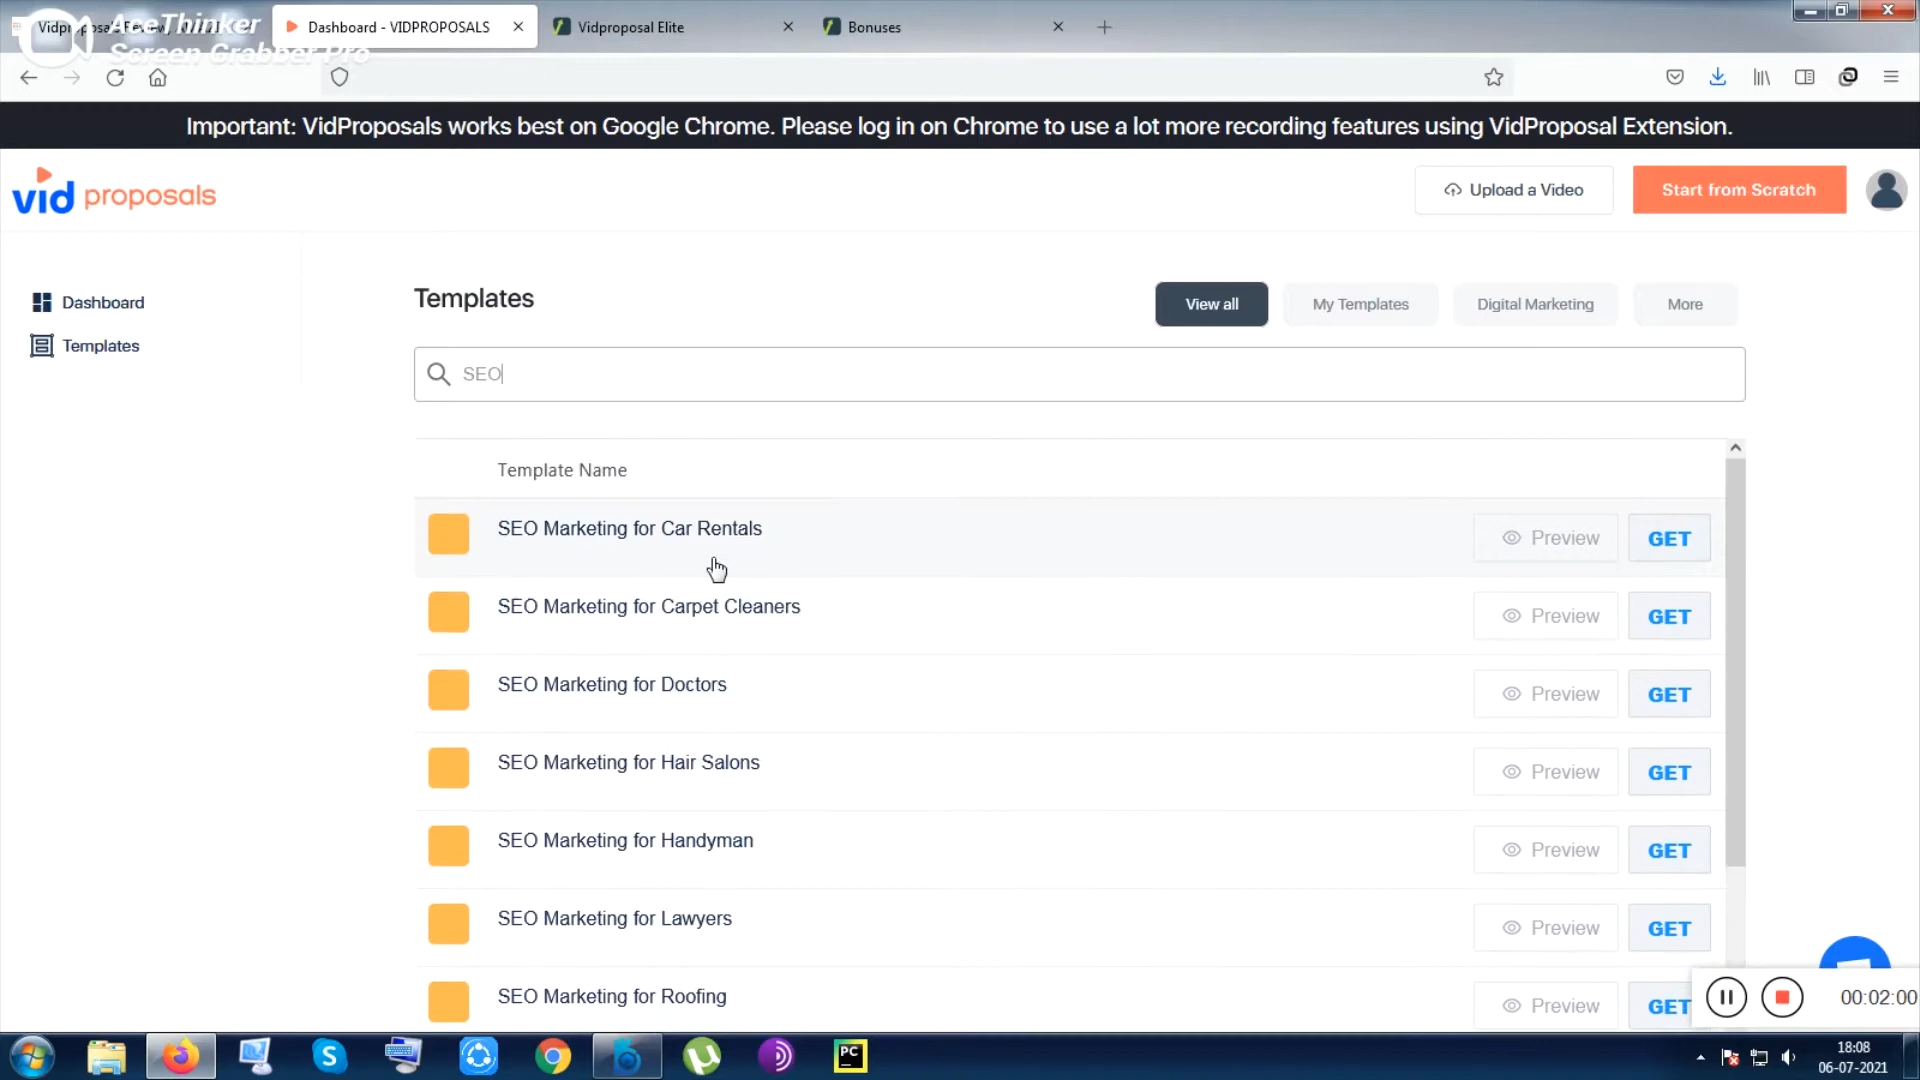 AceThinker
Screen Grabber Pro
Dashboard - VIDPROPOSALS
Vidproposal Elite
Bonuses
Important: VidProposals works best on Google Chrome. Please log in on Chrome to use a lot more recording features using VidProposal Extension.
vid proposals
Upload a Video
Start from Scratch
Dashboard
Templates
Templates
View all
My Templates
Digital Marketing
More
SEO
Template Name
SEO Marketing for Car Rentals
Preview
GET
SEO Marketing for Carpet Cleaners
Preview
GET
SEO Marketing for Doctors
Preview
GET
SEO Marketing for Hair Salons
Preview
GET
SEO Marketing for Handyman
Preview
GET
SEO Marketing for Lawyers
Preview
GET
SEO Marketing for Roofing
Preview
GET
00:02:00
S
PC
18:08
06-07-2021